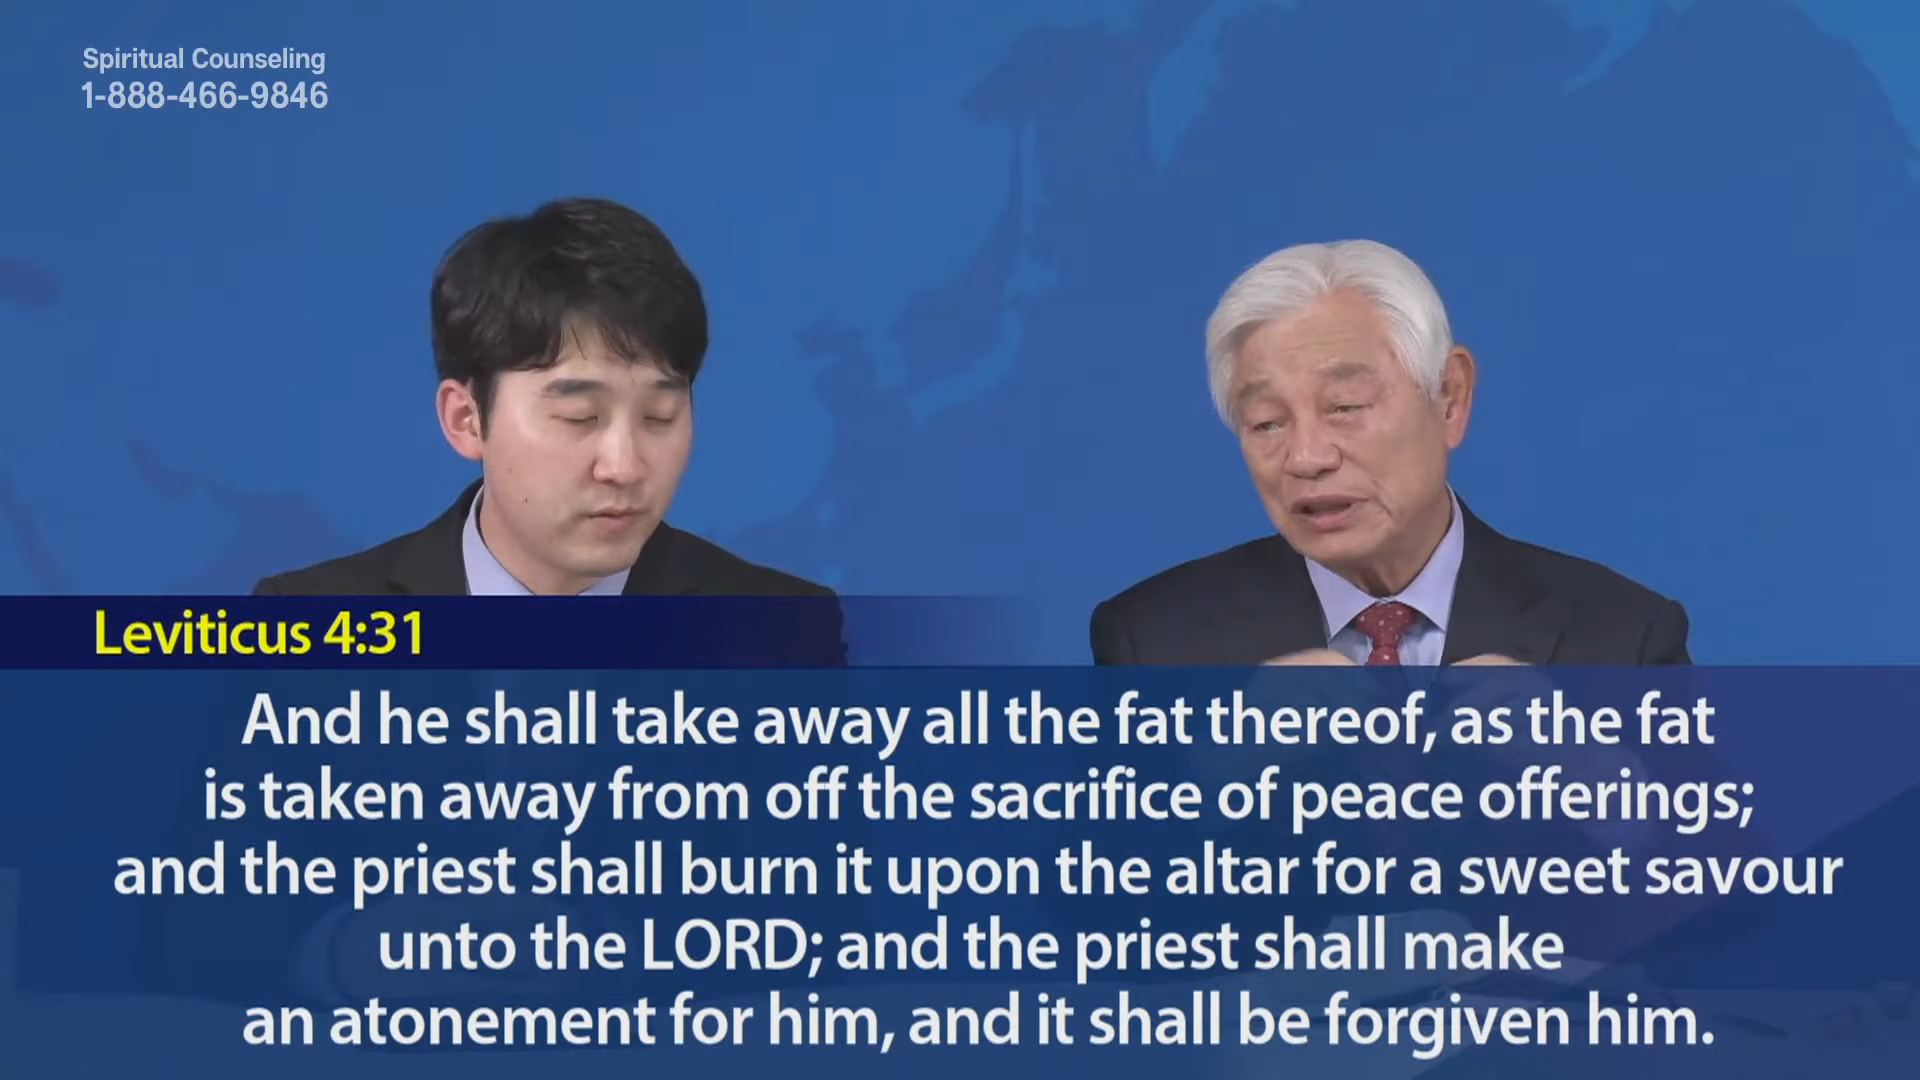 Spiritual Counseling
1-888-466-9846
Leviticus 4:31
And he shall take away all the fat thereof, as the fat
is taken away from off the sacrifice of peace offerings;
and the priest shall burn it upon the altar for a sweet savour
unto the LORD; and the priest shall make
an atonement for him, and it shall be forgiven him.